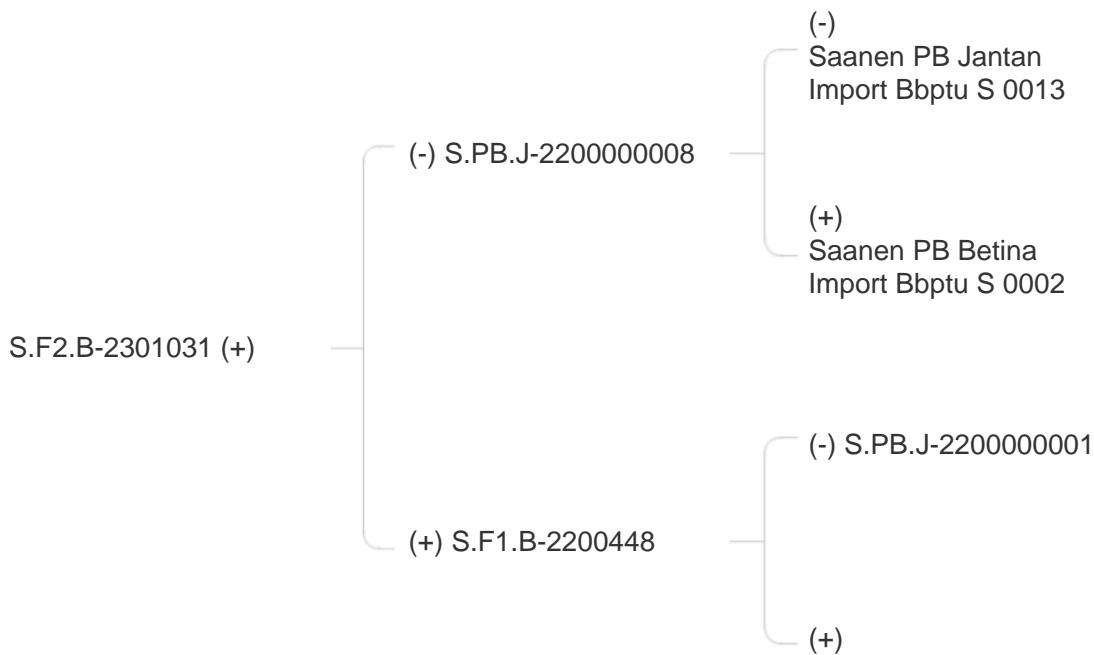 (-)
Saanen PB Jantan
Import Bbptu S 0013
(-) S.PB.J-2200000008
(+)
Saanen PB Betina
Import Bbptu S 0002
S.F2.B-2301031 (+)
(-) S.PB.J-2200000001
(+) S.F1.B-2200448
(+)